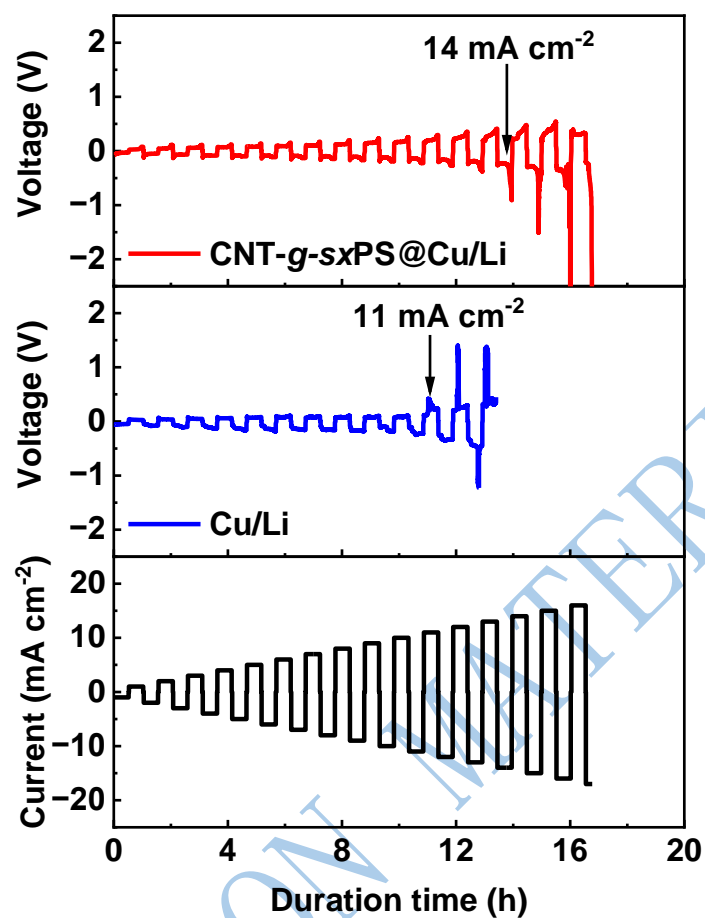 14 mA cm⁻²
2
1
0
−1
−2
Voltage (V)
CNT-g-sxPS@Cu/Li
11 mA cm⁻²
2
1
0
−1
−2
Voltage (V)
Cu/Li
20
10
0
−10
−20
Current (mA cm⁻²)
0 4 8 12 16 20
Duration time (h)
ON MATER